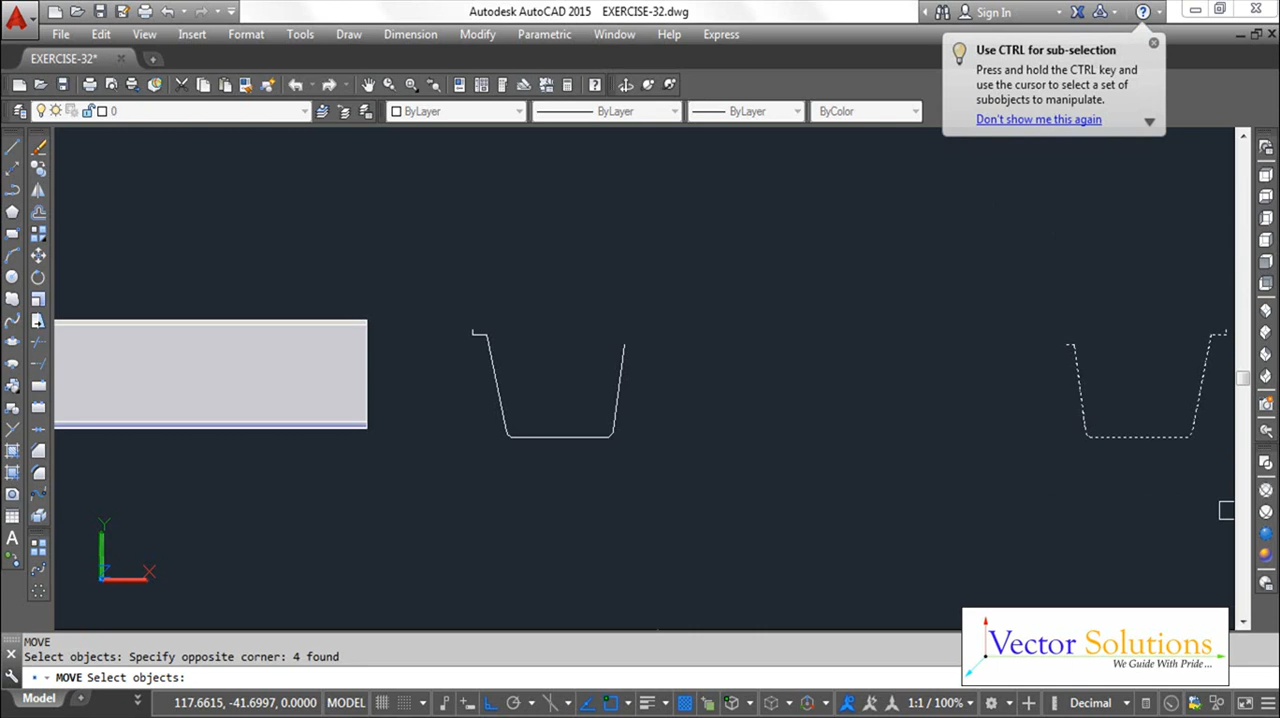 Autodesk AutoCAD 2015 EXERCISE-32.dwg
Sign In
File Edit View Insert Format Tools Draw Dimension Modify Parametric Window Help Express
EXERCISE-32*
Use CTRL for sub-selection
Press and hold the CTRL key and
use the cursor to select a set of
subobjects to manipulate.
Don't show me this again
0 ByLayer ByLayer ByLayer ByColor
A
Y
Z
X
MOVE
Select objects: Specify opposite corner: 4 found
MOVE Select objects:
Vector Solutions
We Guide With Pride...
Model
117.6615, -41.6997, 0.0000 MODEL 1:1 / 100% Decimal